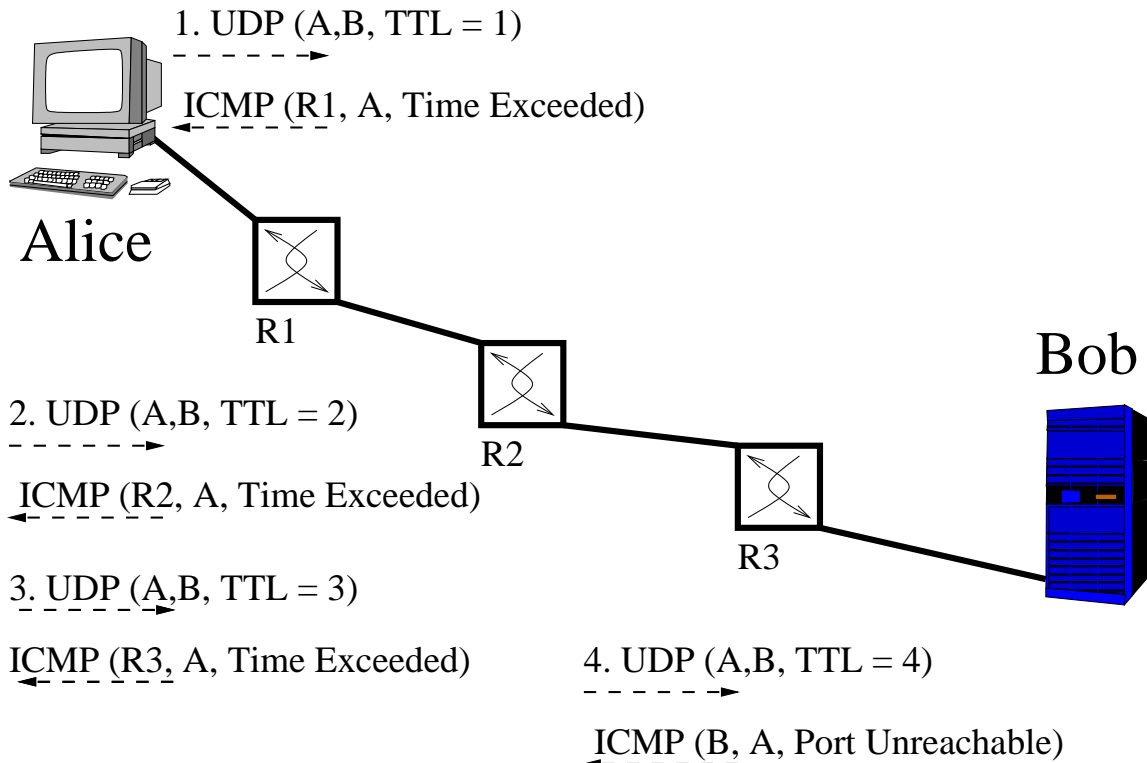 1. UDP (A,B, TTL = 1)
ICMP (R1, A, Time Exceeded)
Alice
R1
Bob
2. UDP (A,B, TTL = 2)
R2
ICMP (R2, A, Time Exceeded)
R3
3. UDP (A,B, TTL = 3)
ICMP (R3, A, Time Exceeded)
4. UDP (A,B, TTL = 4)
ICMP (B, A, Port Unreachable)